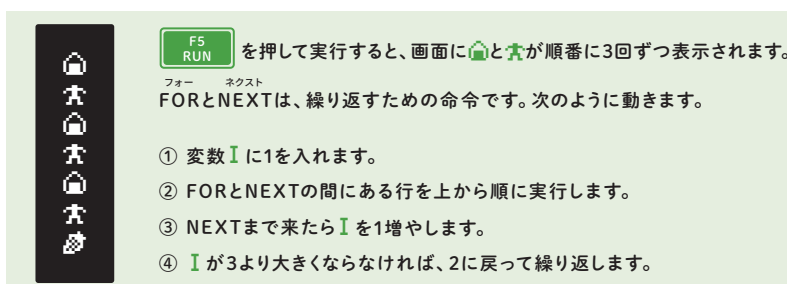 F5
RUN を押して実行すると、画面にとが順番に3回ずつ表示されます。
フォー ネクスト
FORとNEXTは、繰り返すための命令です。次のように動きます。
① 変数Iに1を入れます。
② FORとNEXTの間にある行を上から順に実行します。
③ NEXTまで来たらIを1増やします。
④ Iが3より大きくならなければ、2に戻って繰り返します。